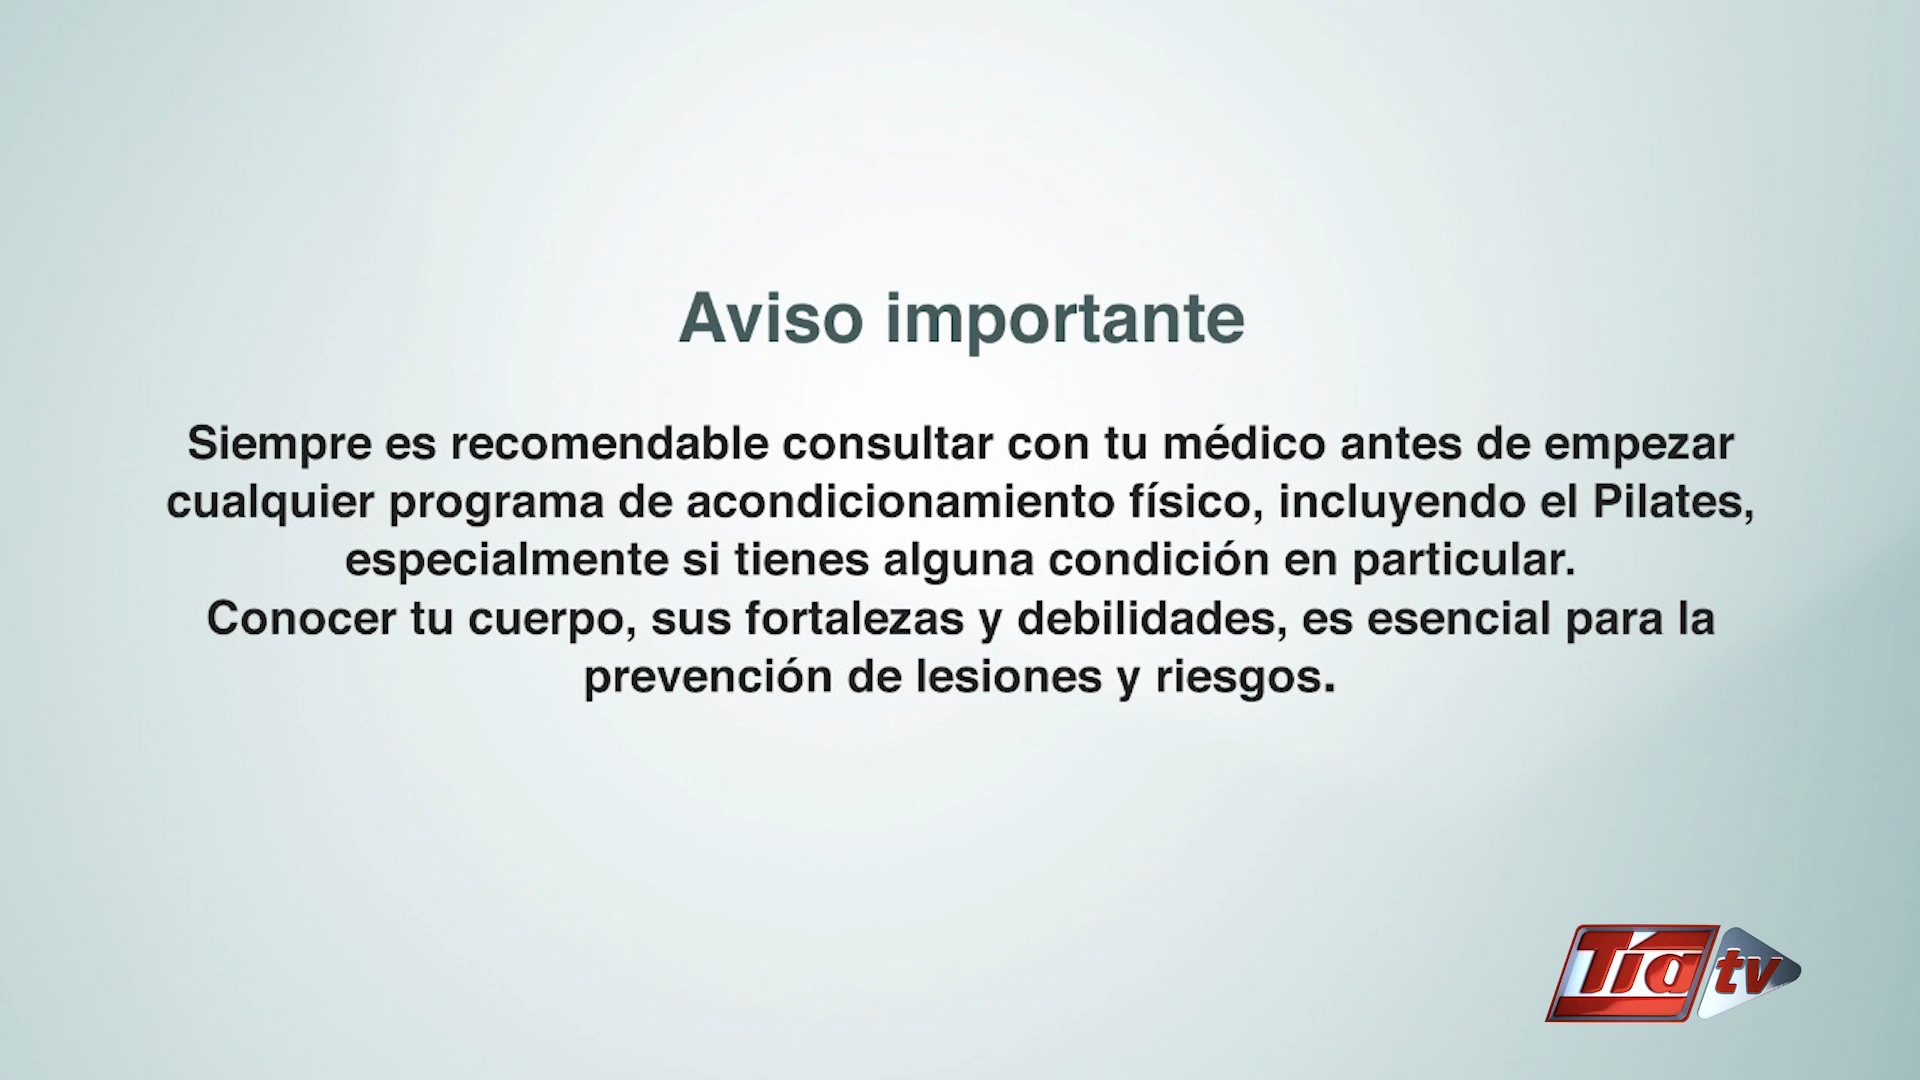 Aviso importante
Siempre es recomendable consultar con tu médico antes de empezar
cualquier programa de acondicionamiento físico, incluyendo el Pilates,
especialmente si tienes alguna condición en particular.
Conocer tu cuerpo, sus fortalezas y debilidades, es esencial para la
prevención de lesiones y riesgos.
Tía tv